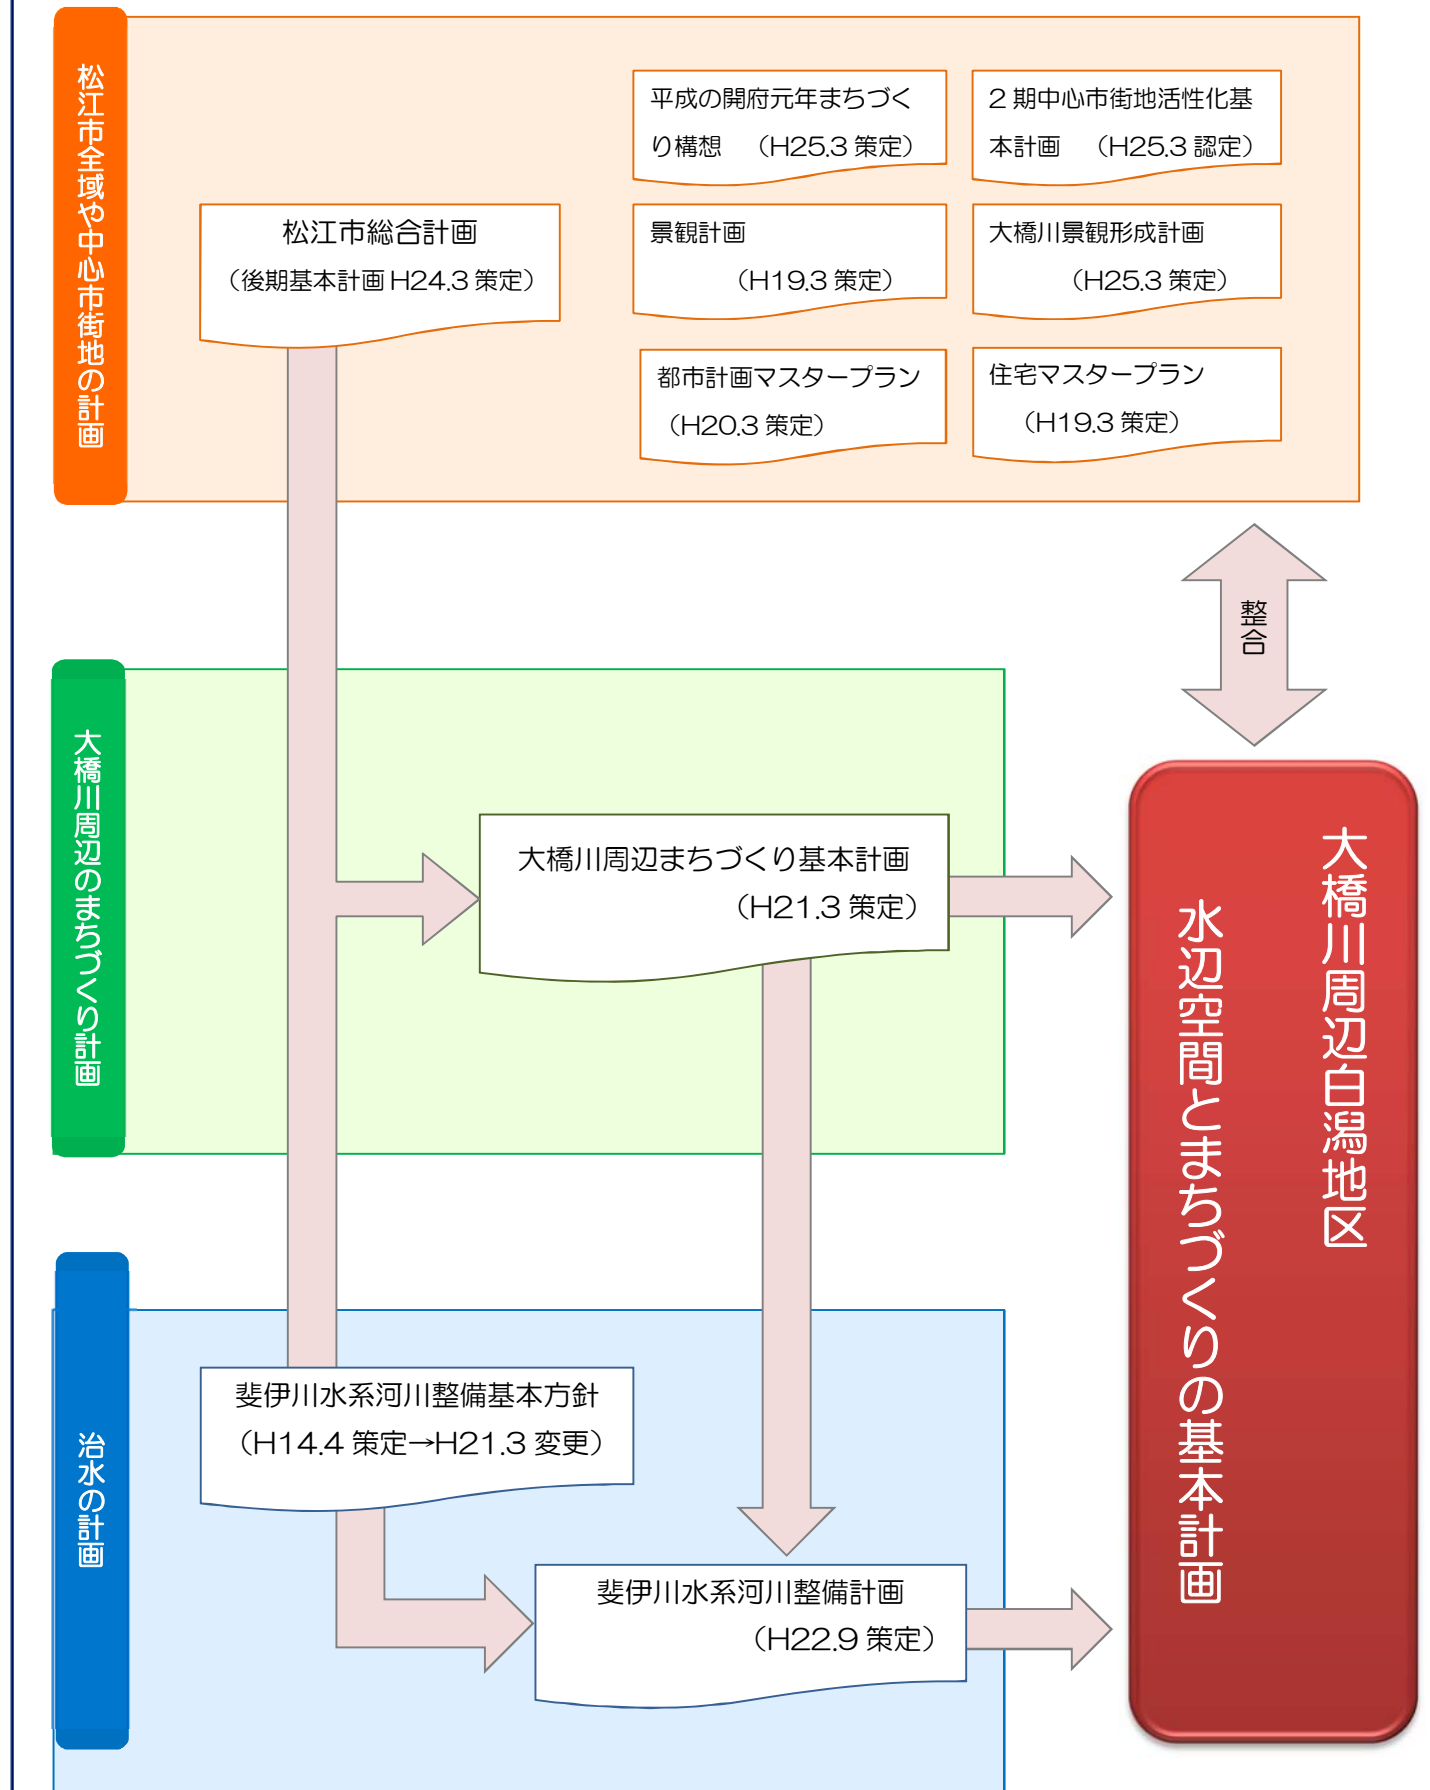 松江市全域や中心市街地の計画
平成の開府元年まちづく
り構想 （H25.3 策定）
2 期中心市街地活性化基
本計画 （H25.3 認定）
松江市総合計画
（後期基本計画 H24.3 策定）
景観計画
（H19.3 策定）
大橋川景観形成計画
（H25.3 策定）
都市計画マスタープラン
（H20.3 策定）
住宅マスタープラン
（H19.3 策定）
整合
大橋川周辺のまちづくり計画
大橋川周辺まちづくり基本計画
（H21.3 策定）
大橋川周辺白潟地区
水辺空間とまちづくりの基本計画
治水の計画
斐伊川水系河川整備基本方針
（H14.4 策定→H21.3 変更）
斐伊川水系河川整備計画
（H22.9 策定）